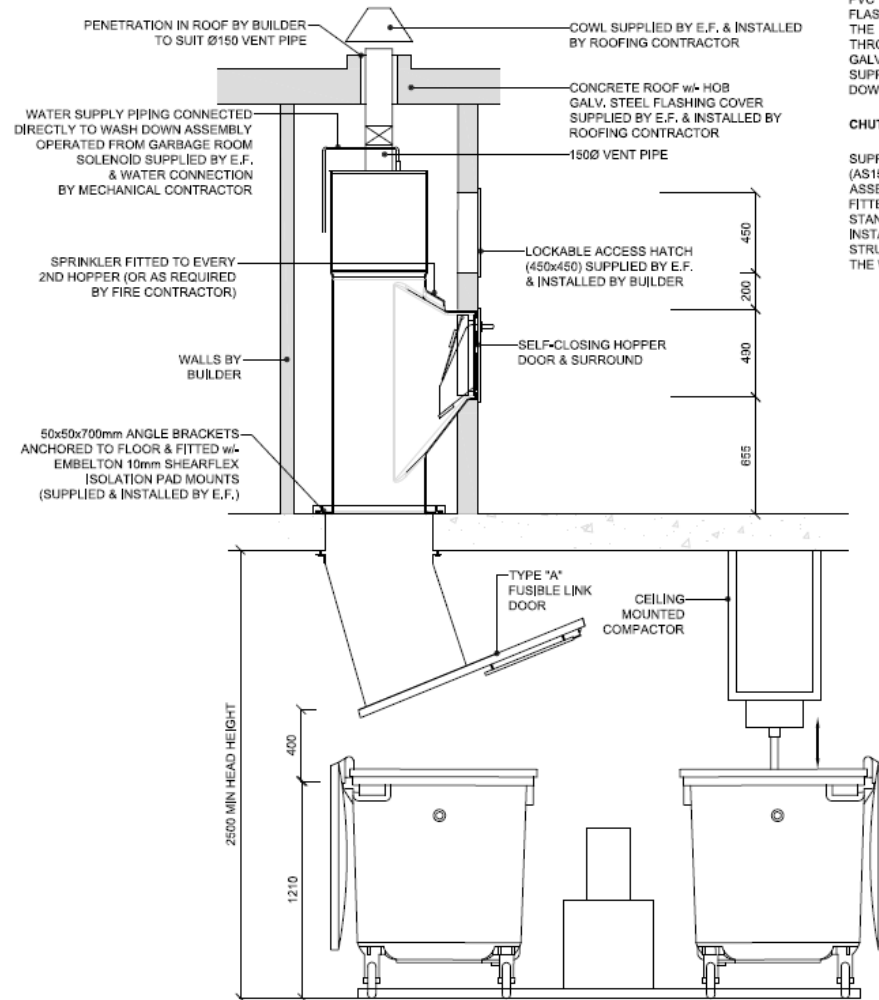 PENETRATION IN ROOF BY BUILDER
TO SUIT Ø150 VENT PIPE
COWL SUPPLIED BY E.F. & INSTALLED
BY ROOFING CONTRACTOR
WATER SUPPLY PIPING CONNECTED
DIRECTLY TO WASH DOWN ASSEMBLY
OPERATED FROM GARBAGE ROOM
SOLENOID SUPPLIED BY E.F.
& WATER CONNECTION
BY MECHANICAL CONTRACTOR
CONCRETE ROOF w/- HOB
GALV. STEEL FLASHING COVER
SUPPLIED BY E.F. & INSTALLED BY
ROOFING CONTRACTOR
150Ø VENT PIPE
SPRINKLER FITTED TO EVERY
2ND HOPPER (OR AS REQUIRED
BY FIRE CONTRACTOR)
LOCKABLE ACCESS HATCH
(450x450) SUPPLIED BY E.F.
& INSTALLED BY BUILDER
450
200
490
655
WALLS BY
BUILDER
SELF-CLOSING HOPPER
DOOR & SURROUND
50x50x700mm ANGLE BRACKETS
ANCHORED TO FLOOR & FITTED w/-
EMBELTON 10mm SHEARFLEX
ISOLATION PAD MOUNTS
(SUPPLIED & INSTALLED BY E.F.)
TYPE "A"
FUSIBLE LINK
DOOR
CEILING
MOUNTED
COMPACTOR
2500 MIN HEAD HEIGHT
400
1210
FLAS
THE
THRO
GALV
SUPP
DOW
CHUT
SUPP
(AS15
ASSE
FITTE
STAN
INSTA
STRU
THE